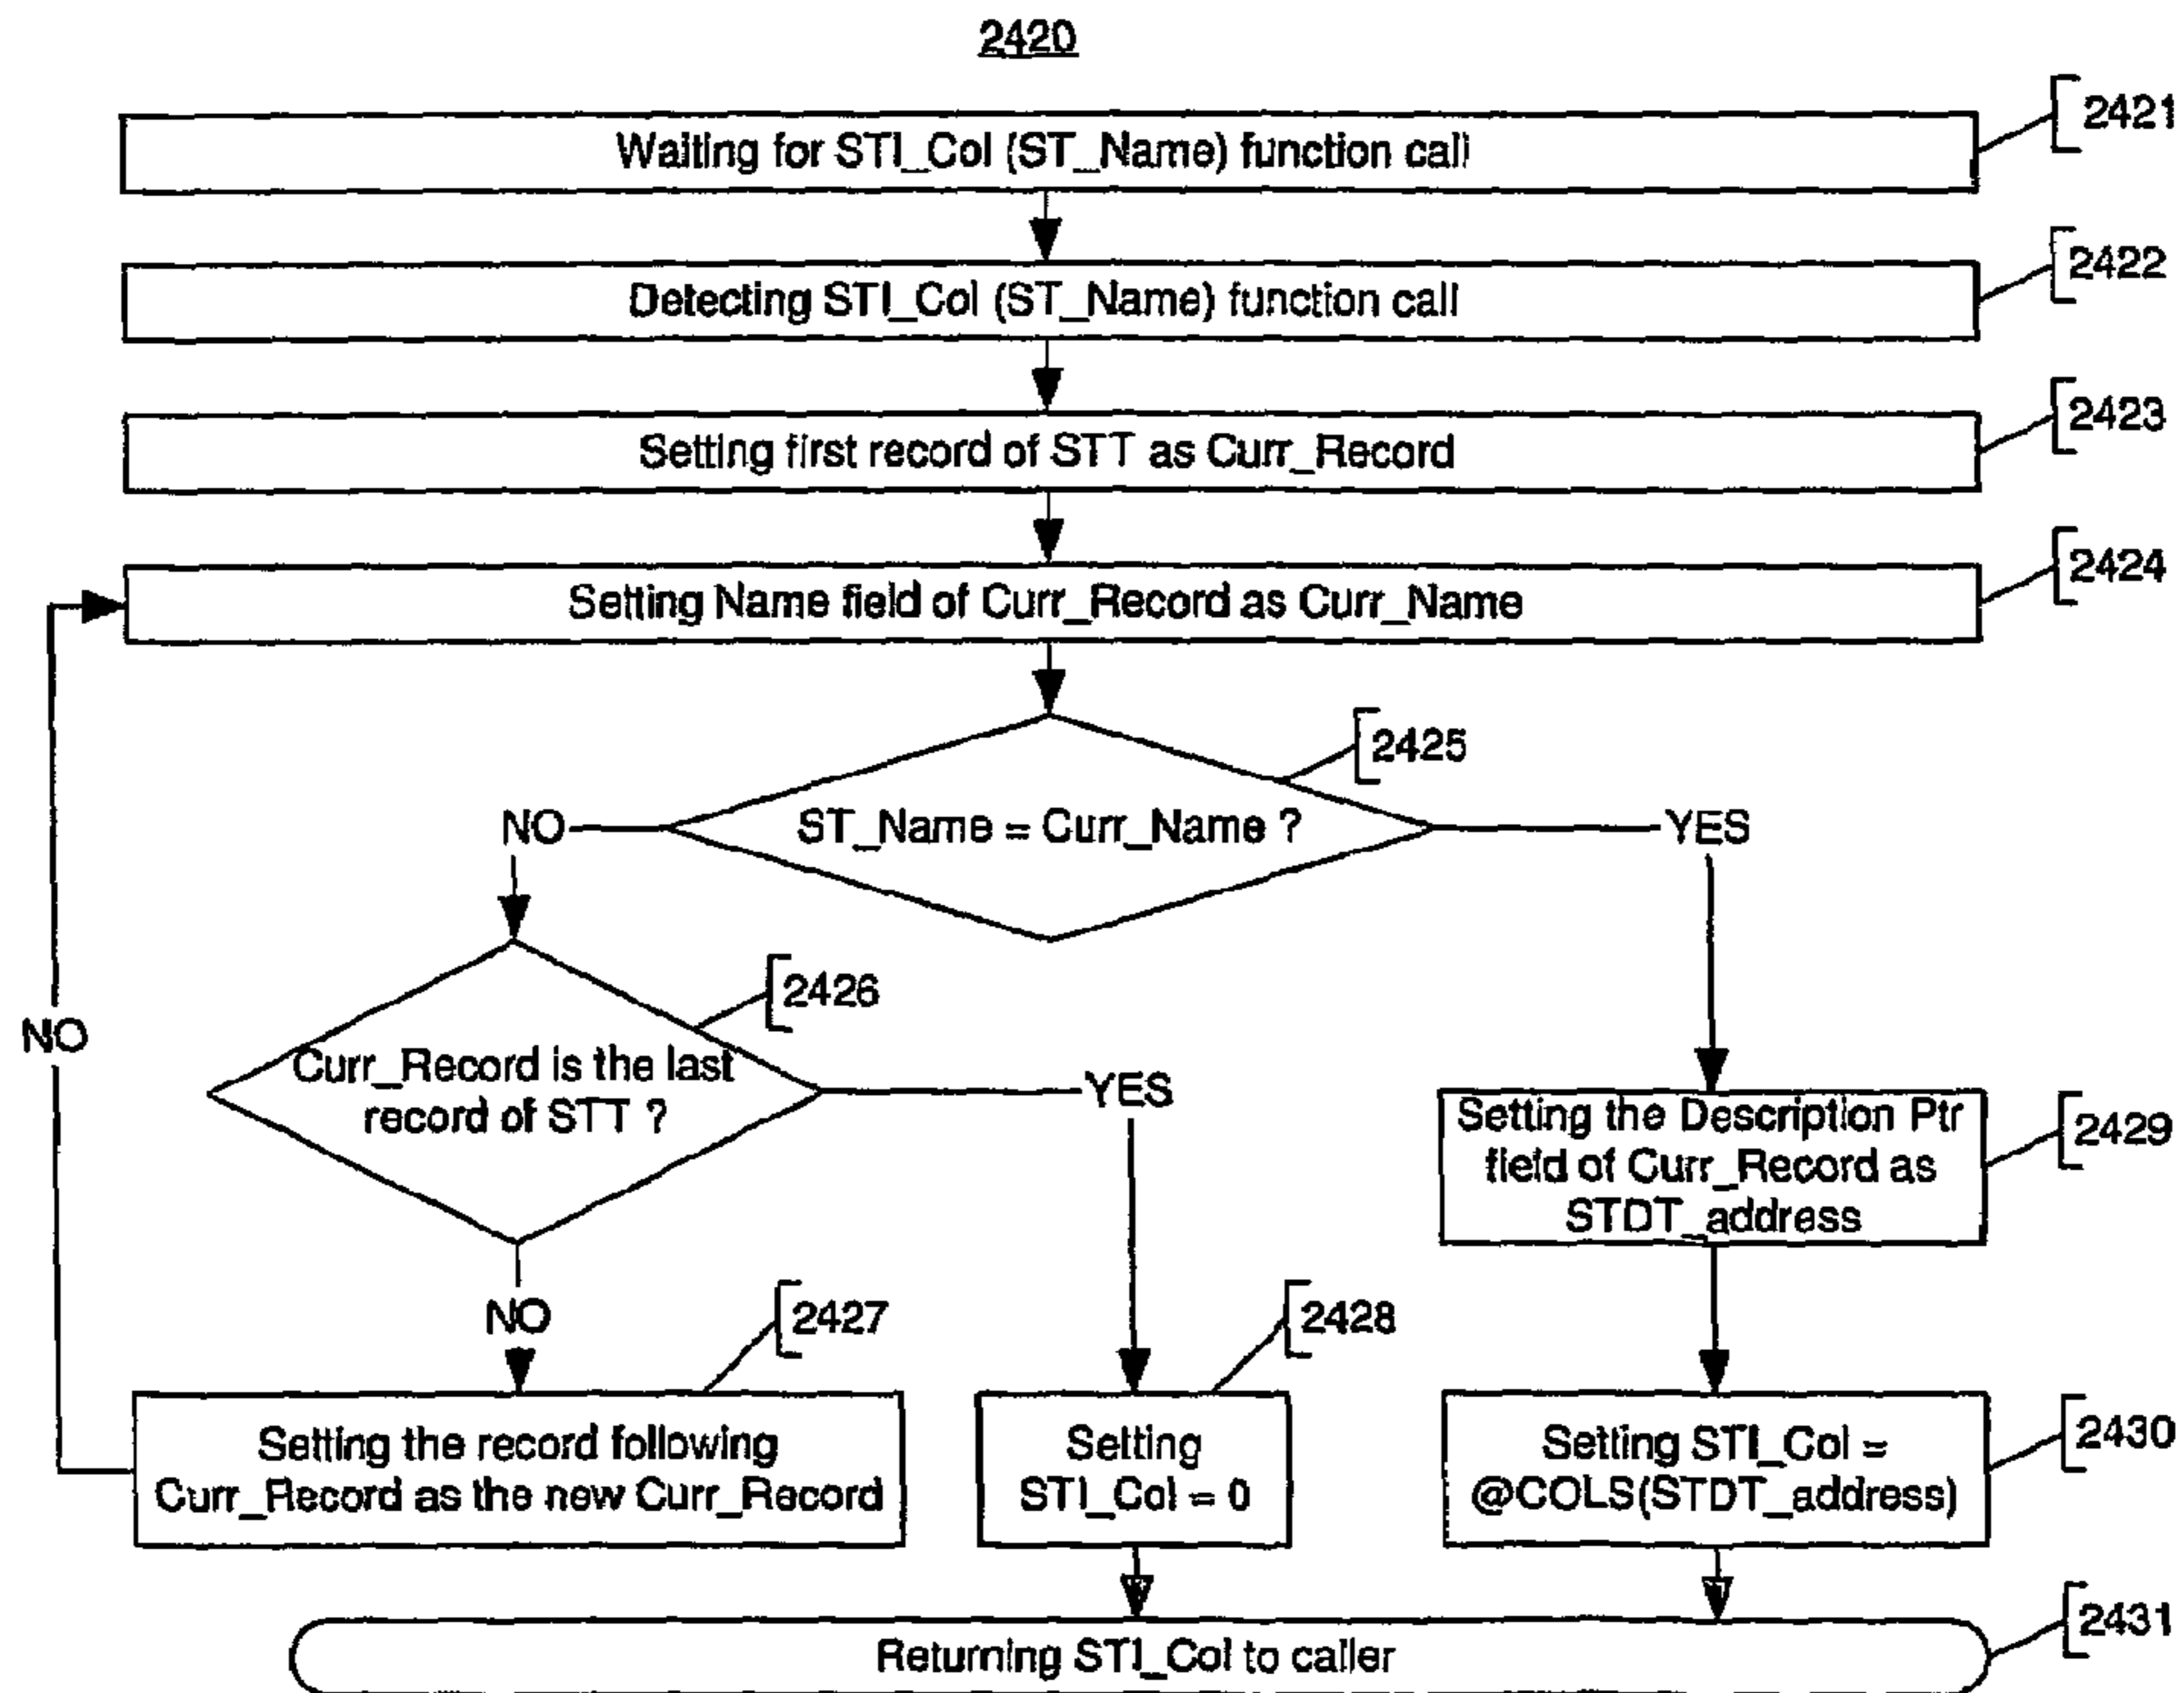 2420
2421
Waiting for STI_Col (ST_Name) function call
2422
Detecting STI_Col (ST_Name) function call
2423
Setting first record of STT as Curr_Record
2424
Setting Name field of Curr_Record as Curr_Name
2425
NO
ST_Name = Curr_Name ?
YES
2426
NO
Curr_Record is the last
record of STT ?
YES
2429
Setting the Description Ptr
field of Curr_Record as
STDT_address
NO
2427
2428
2430
Setting the record following
Curr_Record as the new Curr_Record
Setting
STI_Col = 0
Setting STI_Col =
@COLS(STDT_address)
2431
Returning STI_Col to caller